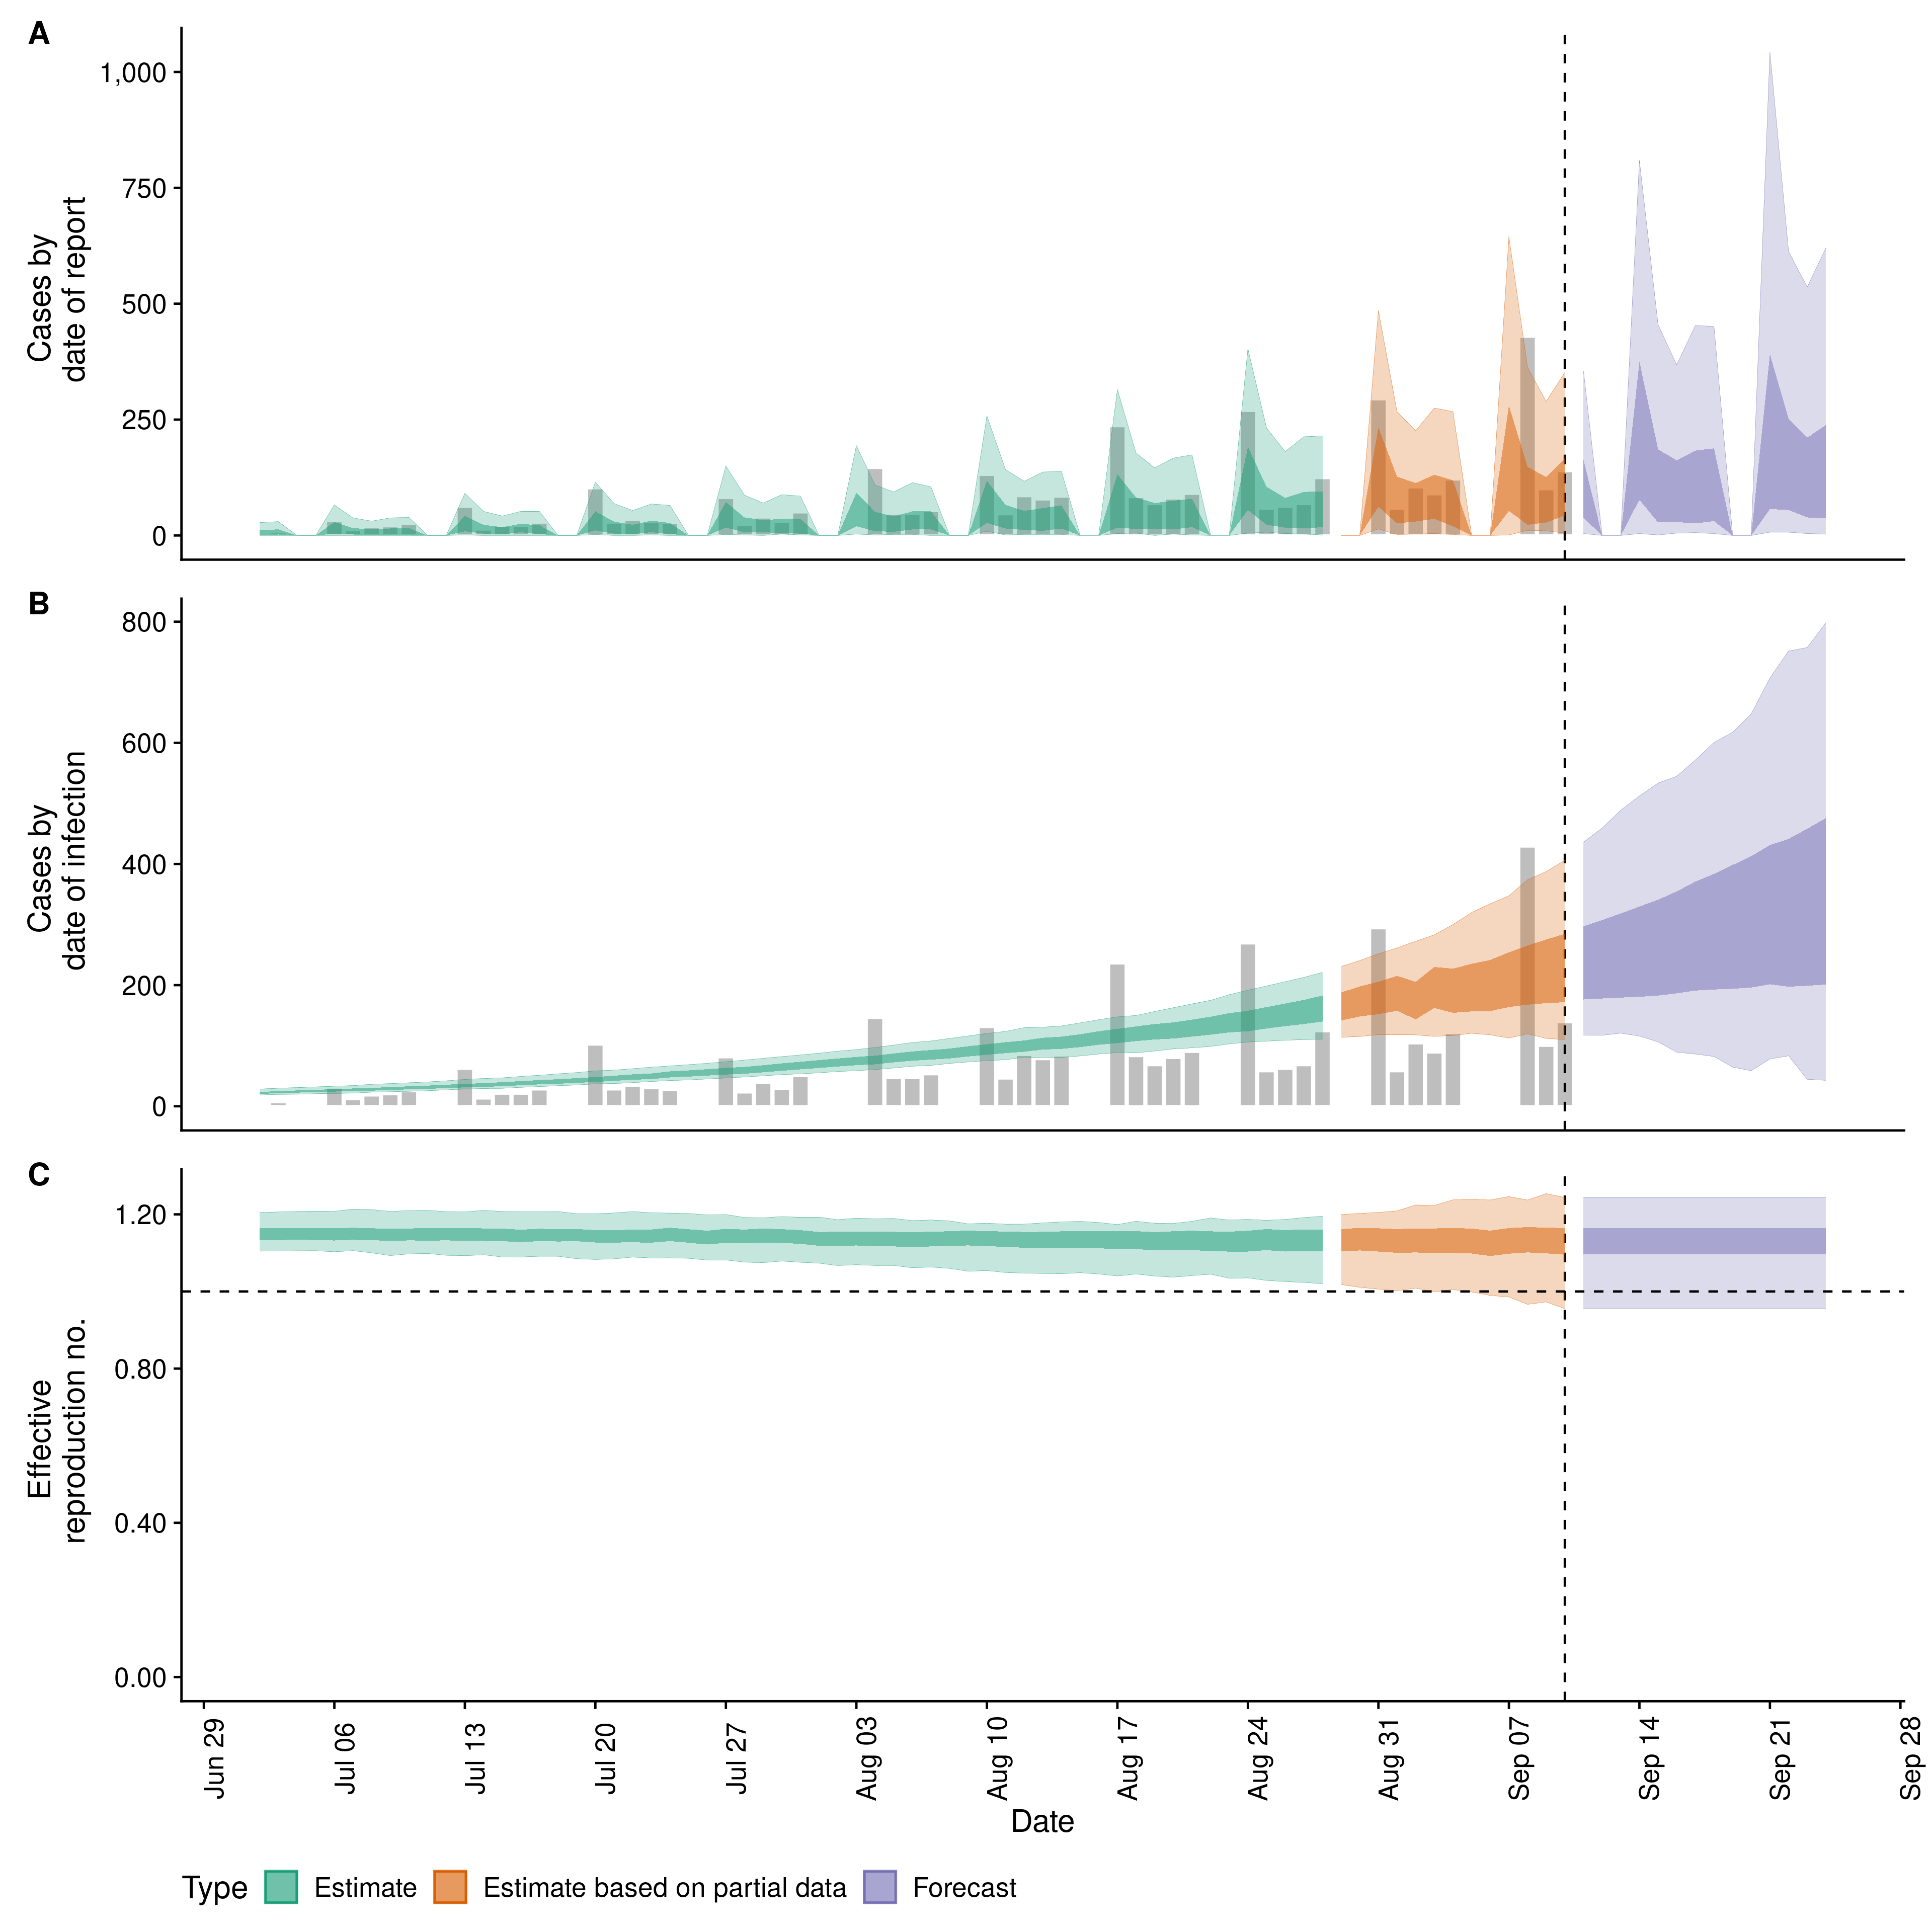 A
Cases by
date of report
1,000
750
500
250
0
B
Cases by
date of infection
800
600
400
200
0
C
Effective
reproduction no.
1.20
0.80
0.40
0.00
Jun 29
Jul 06
Jul 13
Jul 20
Jul 27
Aug 03
Aug 10
Aug 17
Aug 24
Aug 31
Sep 07
Sep 14
Sep 21
Sep 28
Date
Type Estimate Estimate based on partial data Forecast